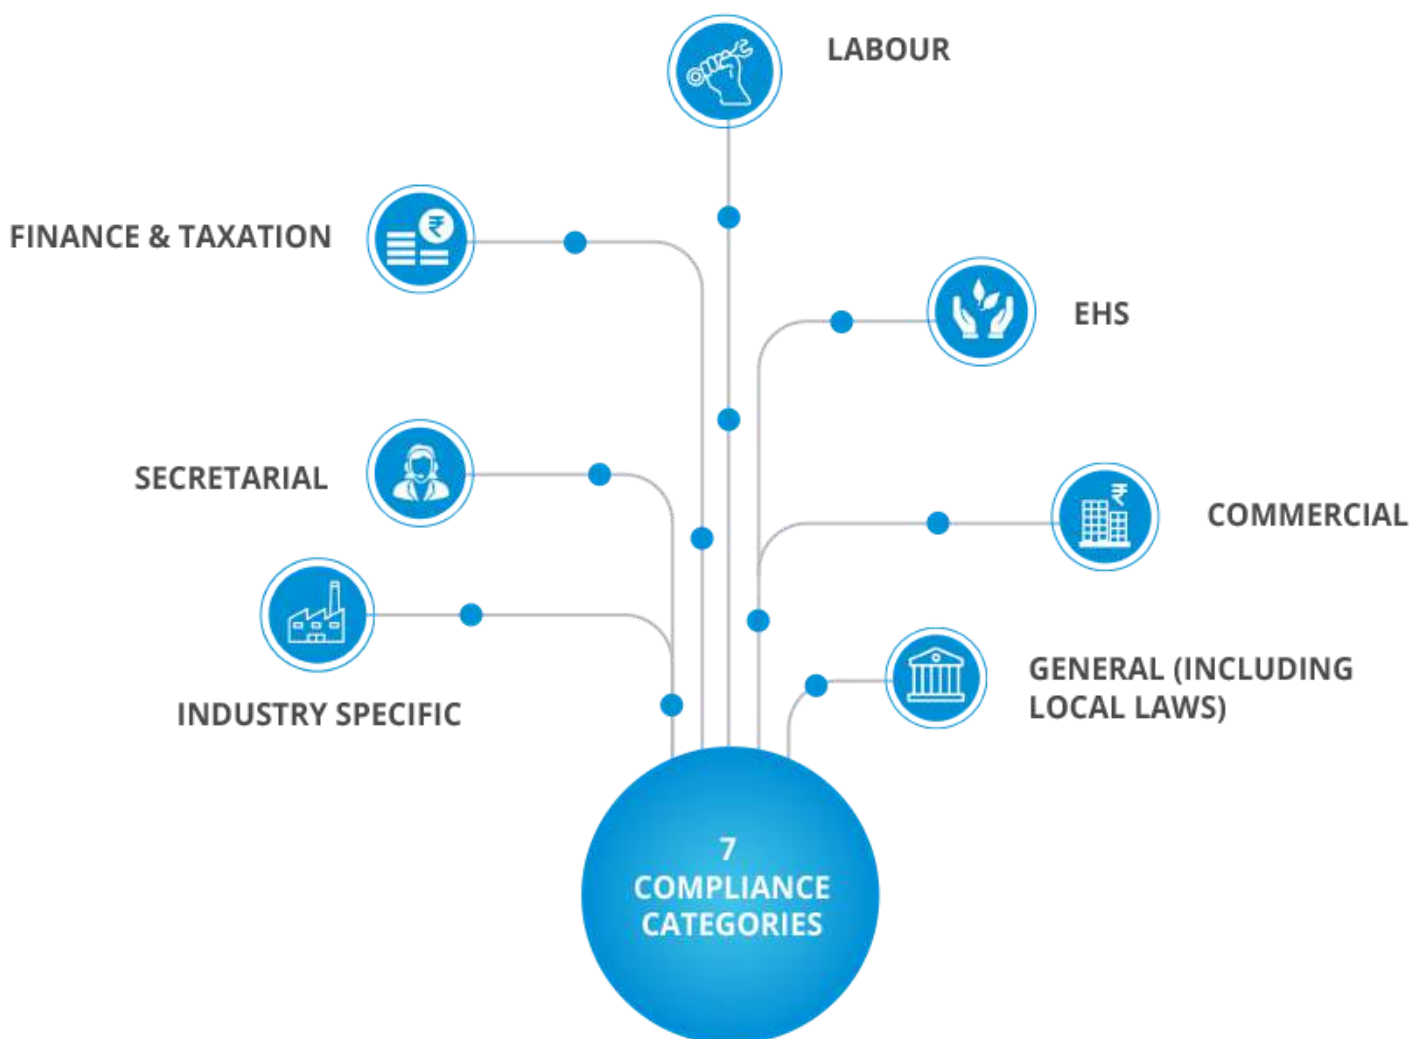 LABOUR
FINANCE & TAXATION
EHS
SECRETARIAL
COMMERCIAL
INDUSTRY SPECIFIC
GENERAL (INCLUDING
LOCAL LAWS)
7
COMPLIANCE
CATEGORIES